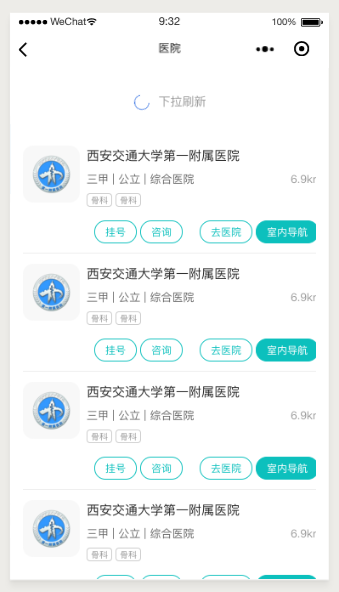 WeChat 9:32 100%
医院
下拉刷新
西安交通大学第一附属医院
三甲 | 公立 | 综合医院 6.9kr
骨科 骨科
挂号 咨询 去医院 室内导航
西安交通大学第一附属医院
三甲 | 公立 | 综合医院 6.9kr
骨科 骨科
挂号 咨询 去医院 室内导航
西安交通大学第一附属医院
三甲 | 公立 | 综合医院 6.9kr
骨科 骨科
挂号 咨询 去医院 室内导航
西安交通大学第一附属医院
三甲 | 公立 | 综合医院 6.9kr
骨科 骨科